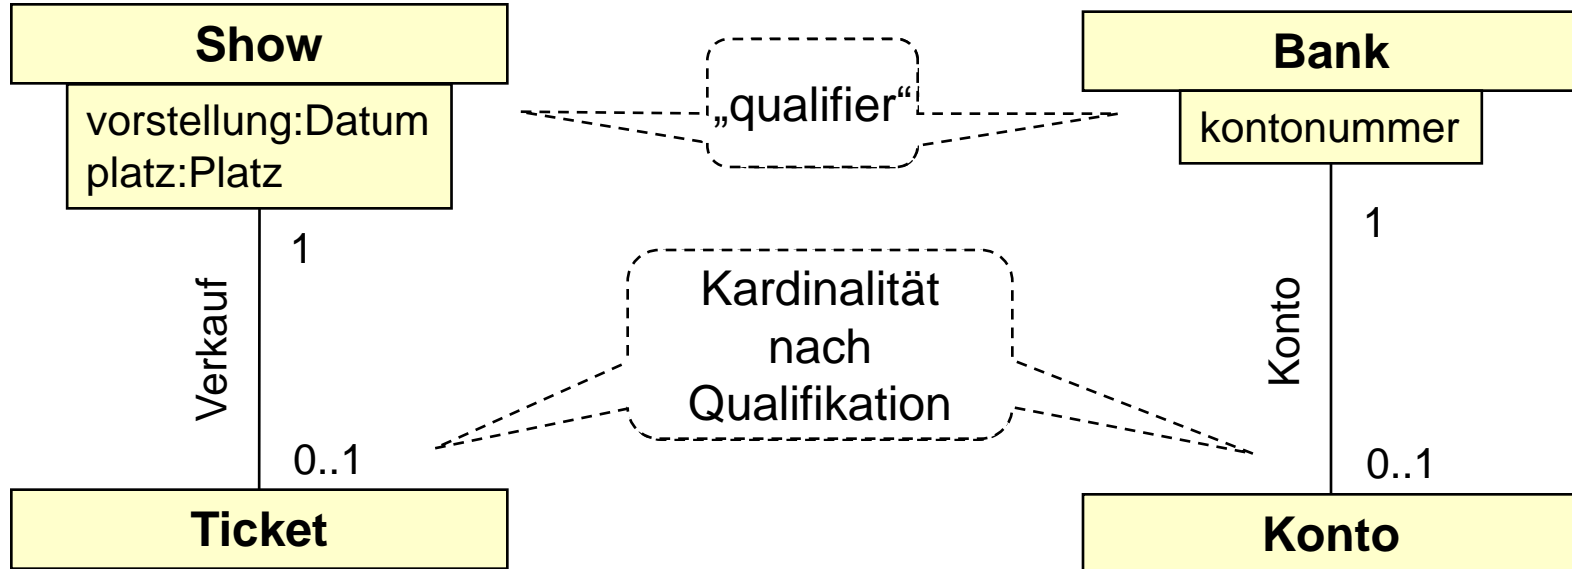 Show
vorstellung:Datum
platz:Platz
1
Verkauf
0..1
Ticket
„qualifier“
Kardinalität
nach
Qualifikation
Bank
kontonummer
1
Konto
0..1
Konto